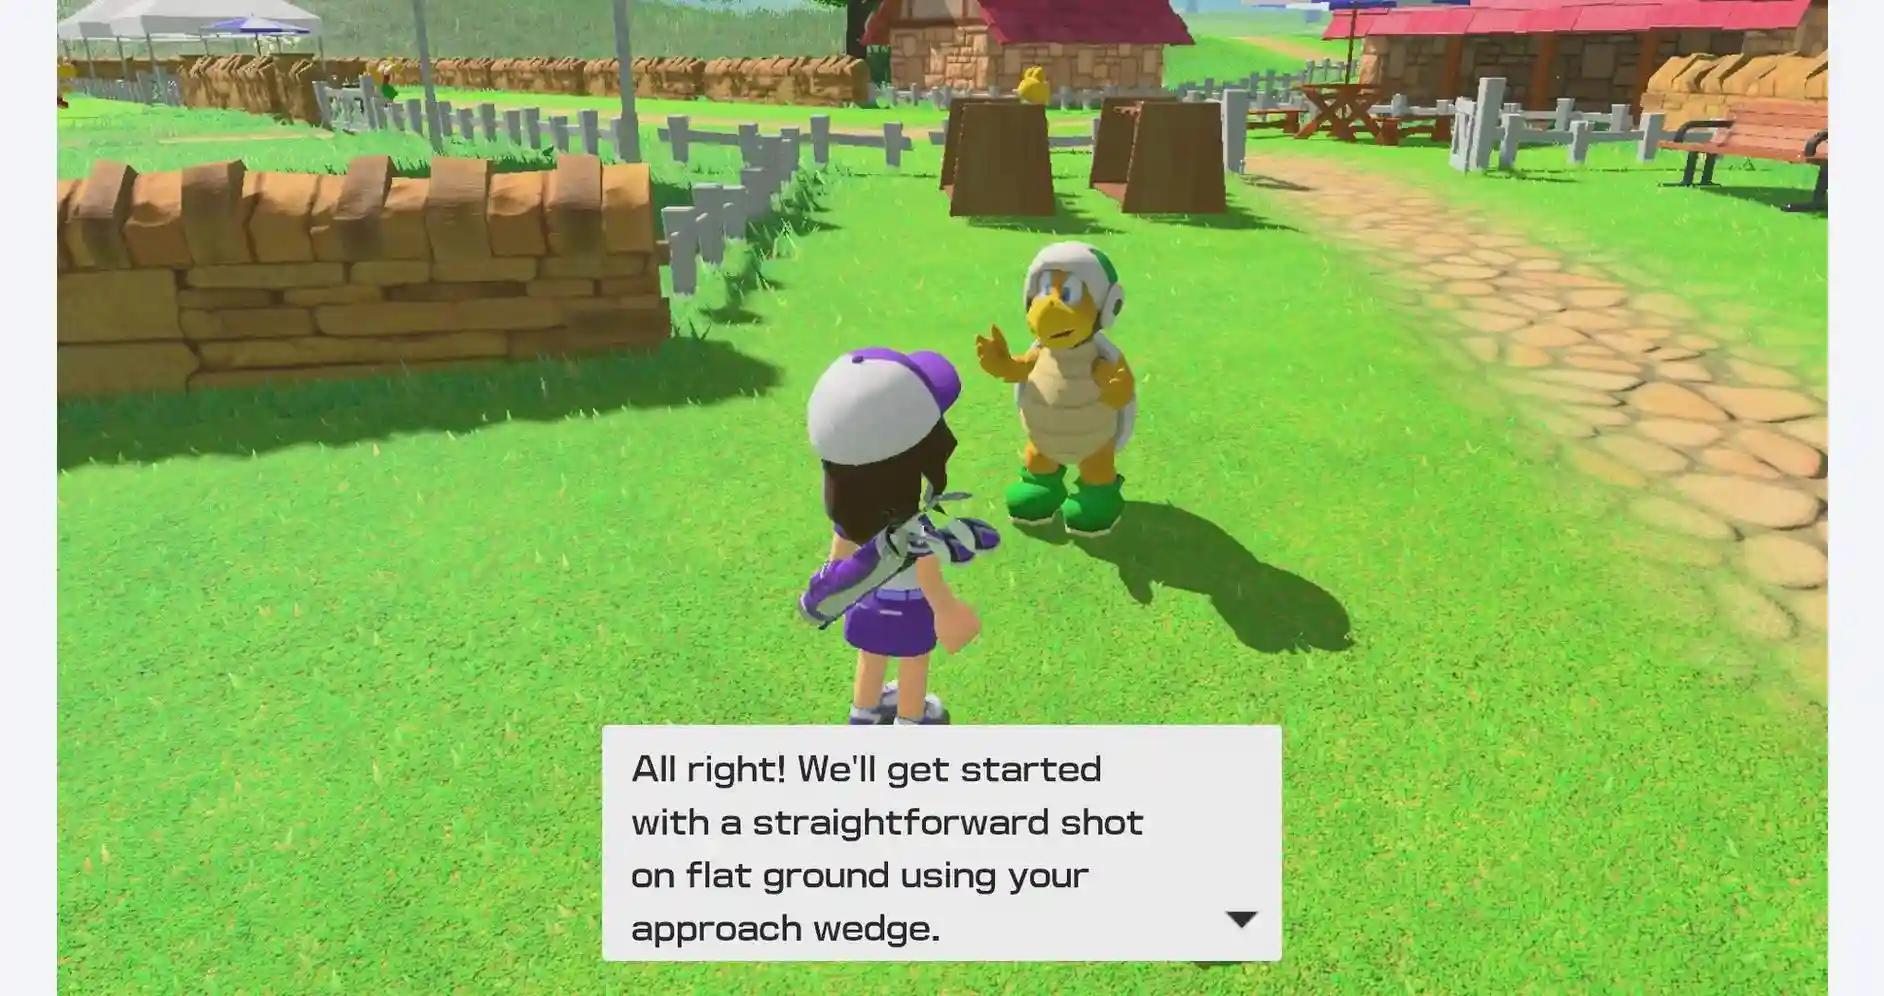 All right! We'll get started
with a straightforward shot
on flat ground using your
approach wedge.